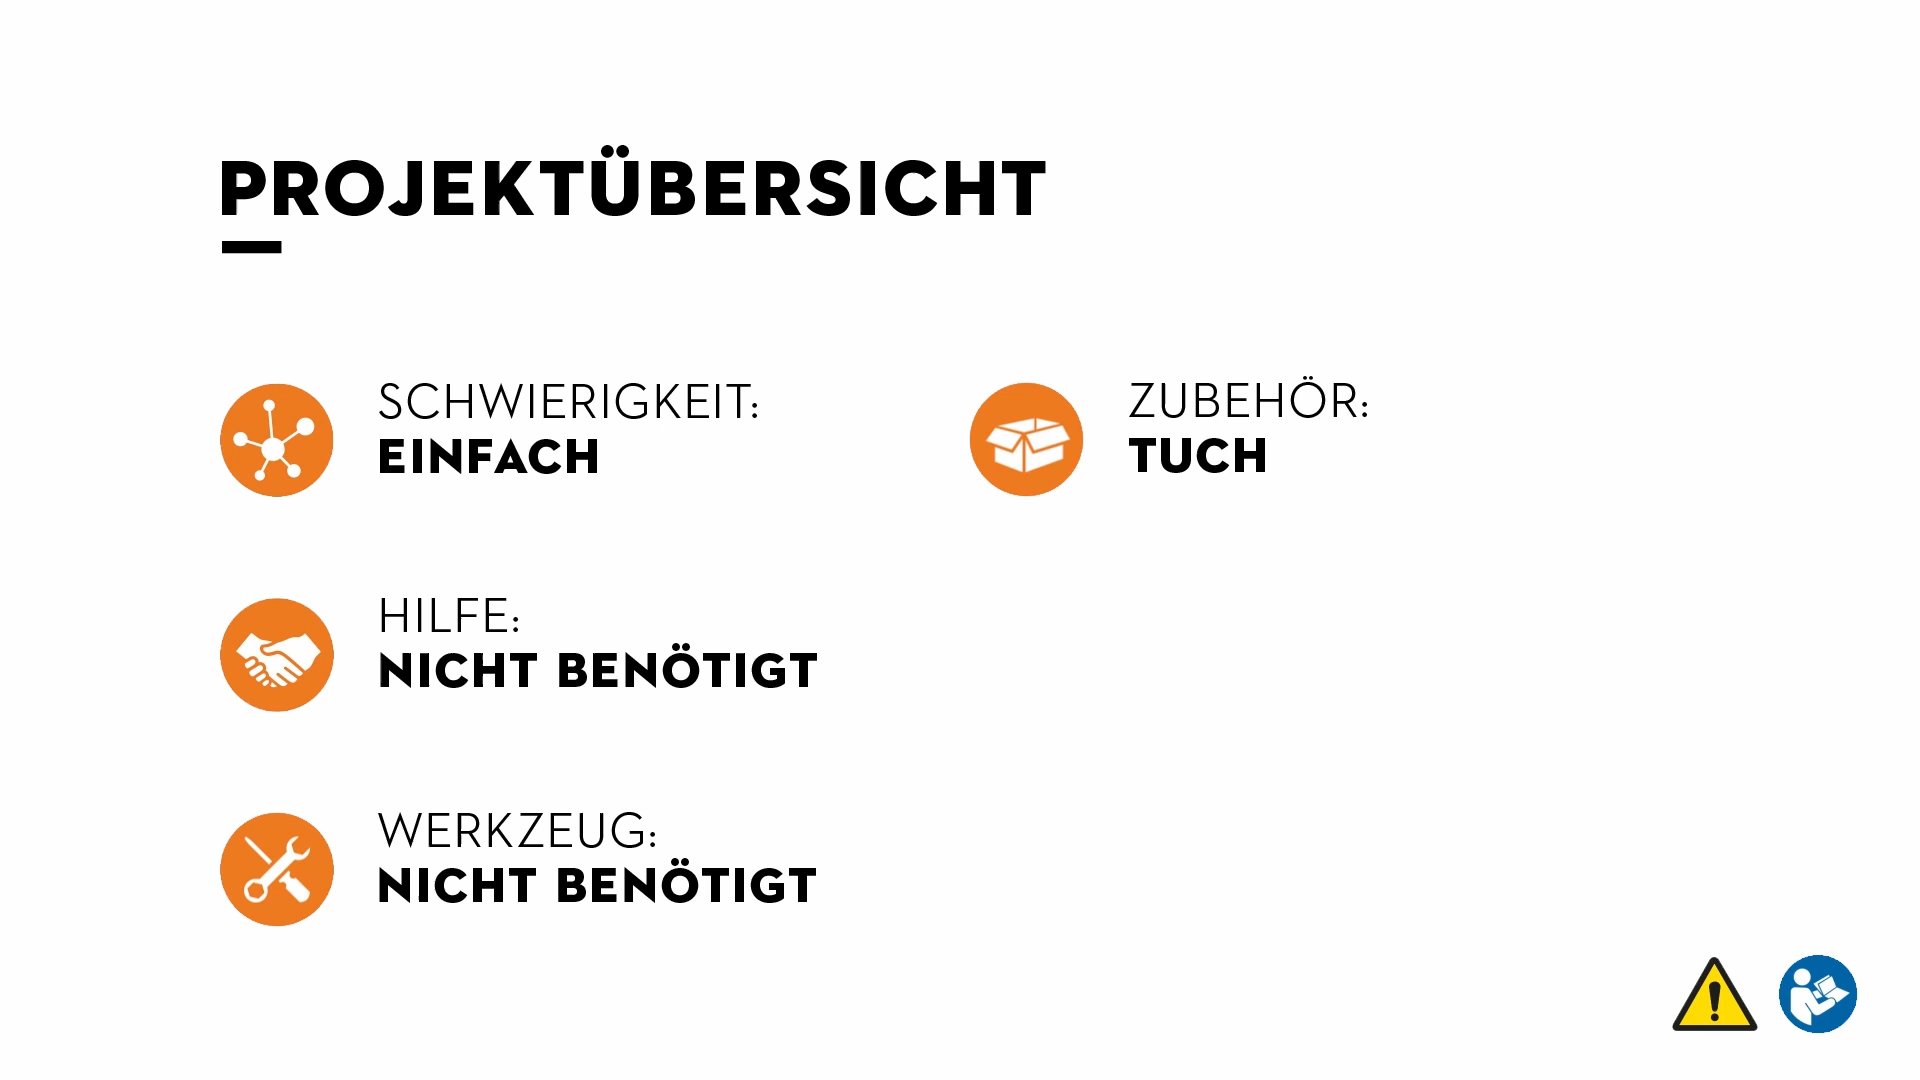 PROJEKTÜBERSICHT
SCHWIERIGKEIT:
EINFACH
HILFE:
NICHT BENÖTIGT
WERKZEUG:
NICHT BENÖTIGT
ZUBEHÖR:
TUCH